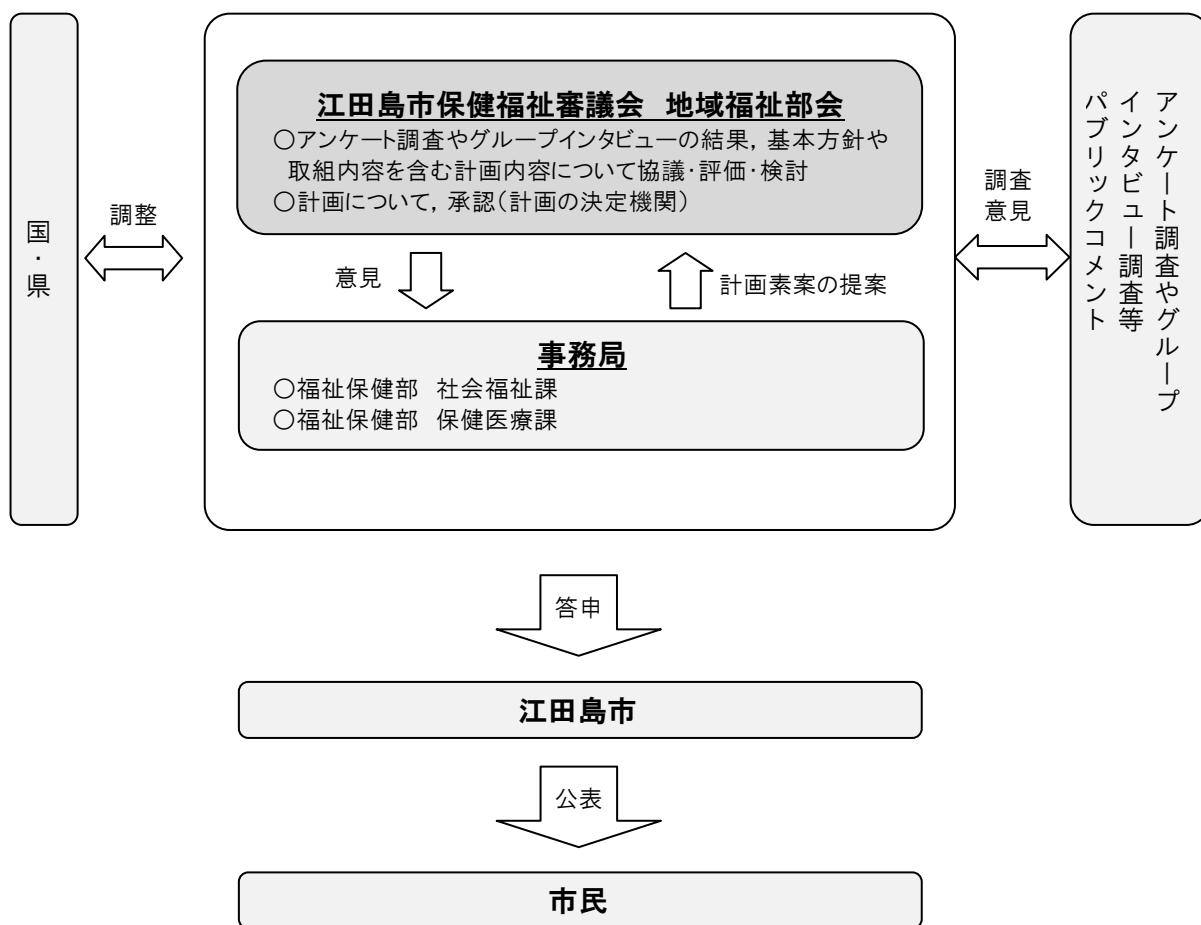 江田島市保健福祉審議会 地域福祉部会
○アンケート調査やグループインタビューの結果，基本方針や
取組内容を含む計画内容について協議・評価・検討
○計画について，承認（計画の決定機関）
国・県
調整
意見
計画素案の提案
調査
意見
アンケート調査やグループ
インタビュー調査等
パブリックコメント
事務局
○福祉保健部 社会福祉課
○福祉保健部 保健医療課
答申
江田島市
公表
市民